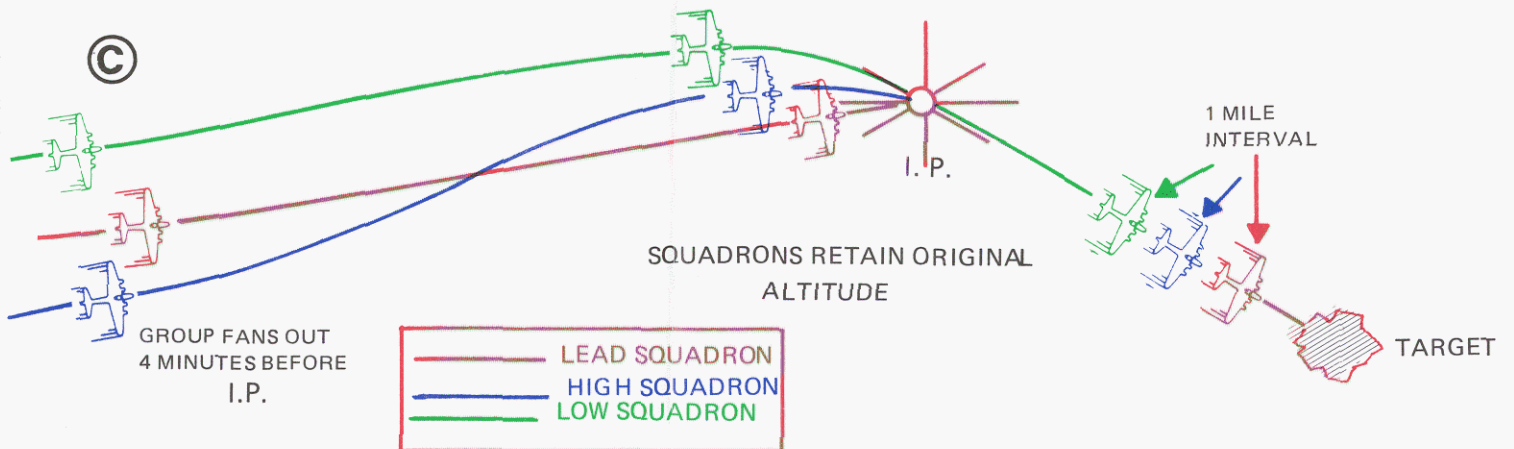 ©
1 MILE
INTERVAL
I. P.
SQUADRONS RETAIN ORIGINAL
ALTITUDE
GROUP FANS OUT
4 MINUTES BEFORE
I.P.
TARGET
LEAD SQUADRON
HIGH SQUADRON
LOW SQUADRON